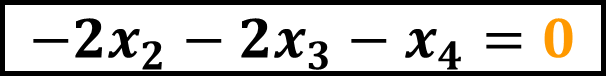 −2x₂ − 2x₃ − x₄ = 0